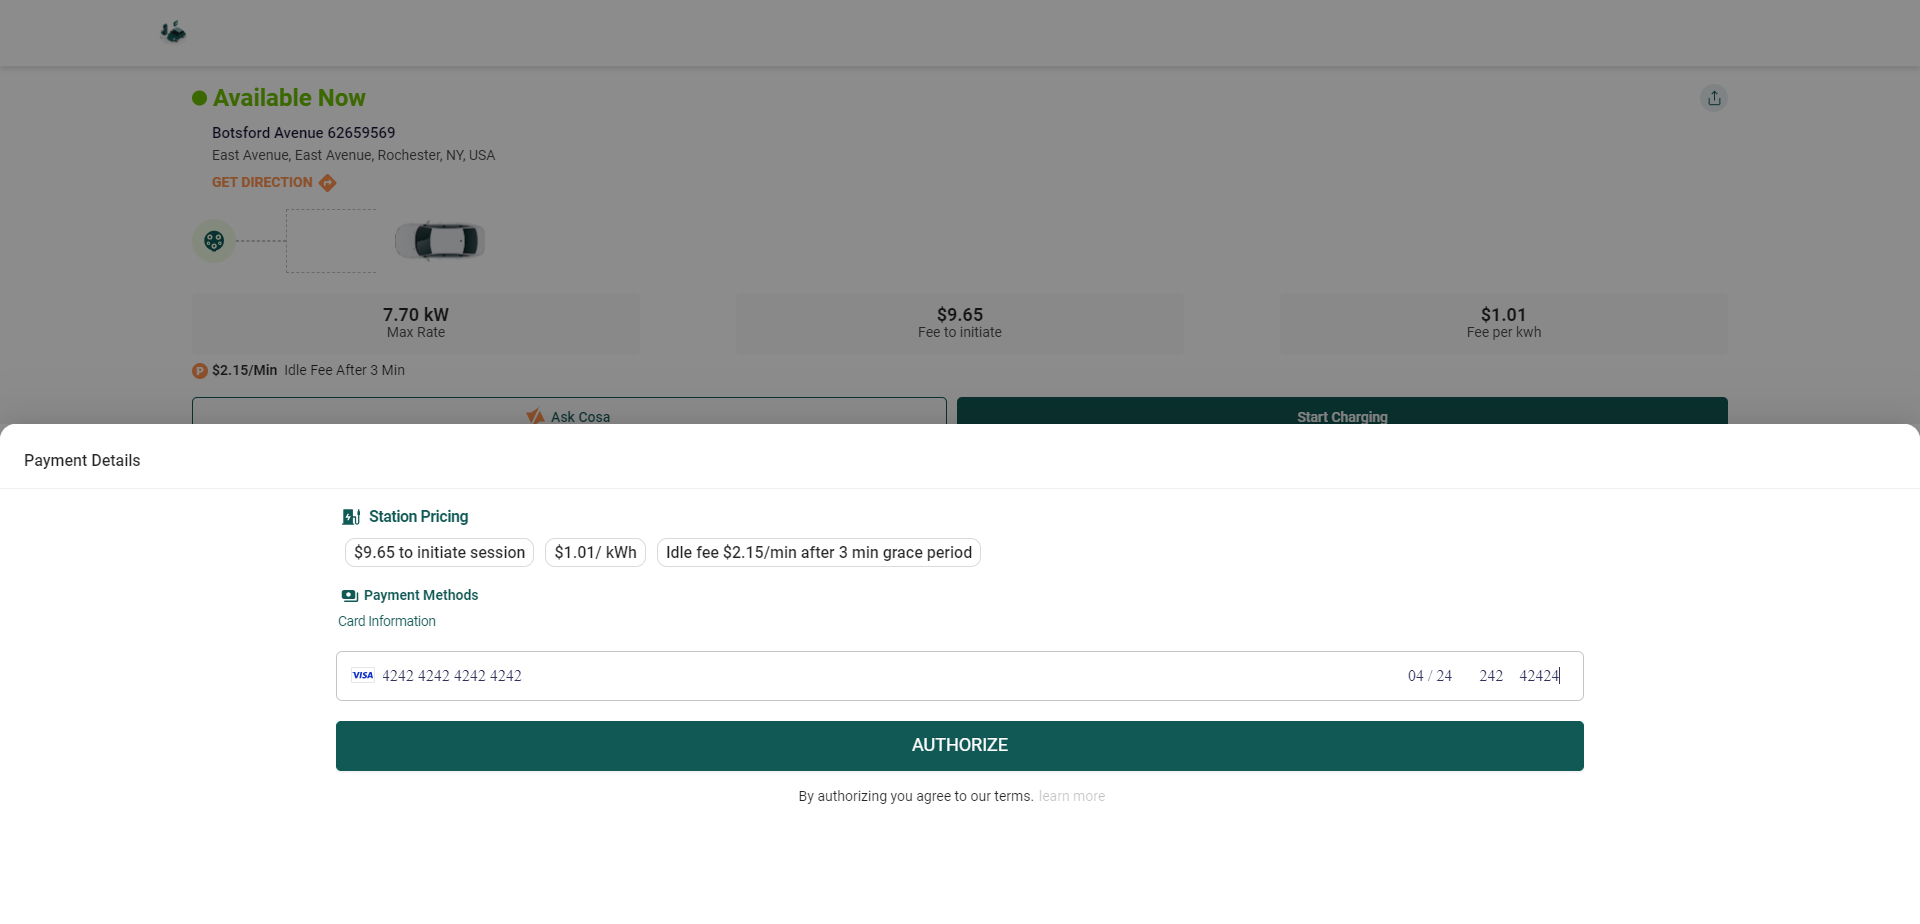 Available Now
Botsford Avenue 62659569
East Avenue, East Avenue, Rochester, NY, USA
GET DIRECTION
7.70 kW
Max Rate
$9.65
Fee to initiate
$1.01
Fee per kwh
P $2.15/Min Idle Fee After 3 Min
Ask Cosa
Start Charging
Payment Details
Station Pricing
$9.65 to initiate session
$1.01/ kWh
Idle fee $2.15/min after 3 min grace period
Payment Methods
Card Information
VISA 4242 4242 4242 4242 04 / 24 242 42424
AUTHORIZE
By authorizing you agree to our terms. learn more